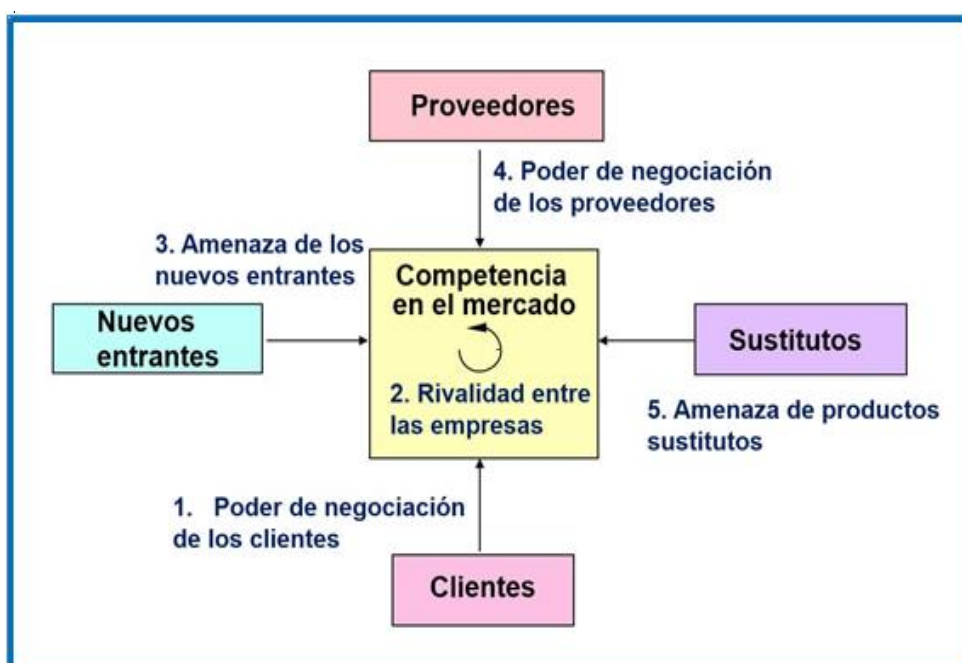 Proveedores
4. Poder de negociación
de los proveedores
3. Amenaza de los
nuevos entrantes
Competencia
en el mercado
Nuevos
entrantes
Sustitutos
2. Rivalidad entre
las empresas
5. Amenaza de productos
sustitutos
1. Poder de negociación
de los clientes
Clientes